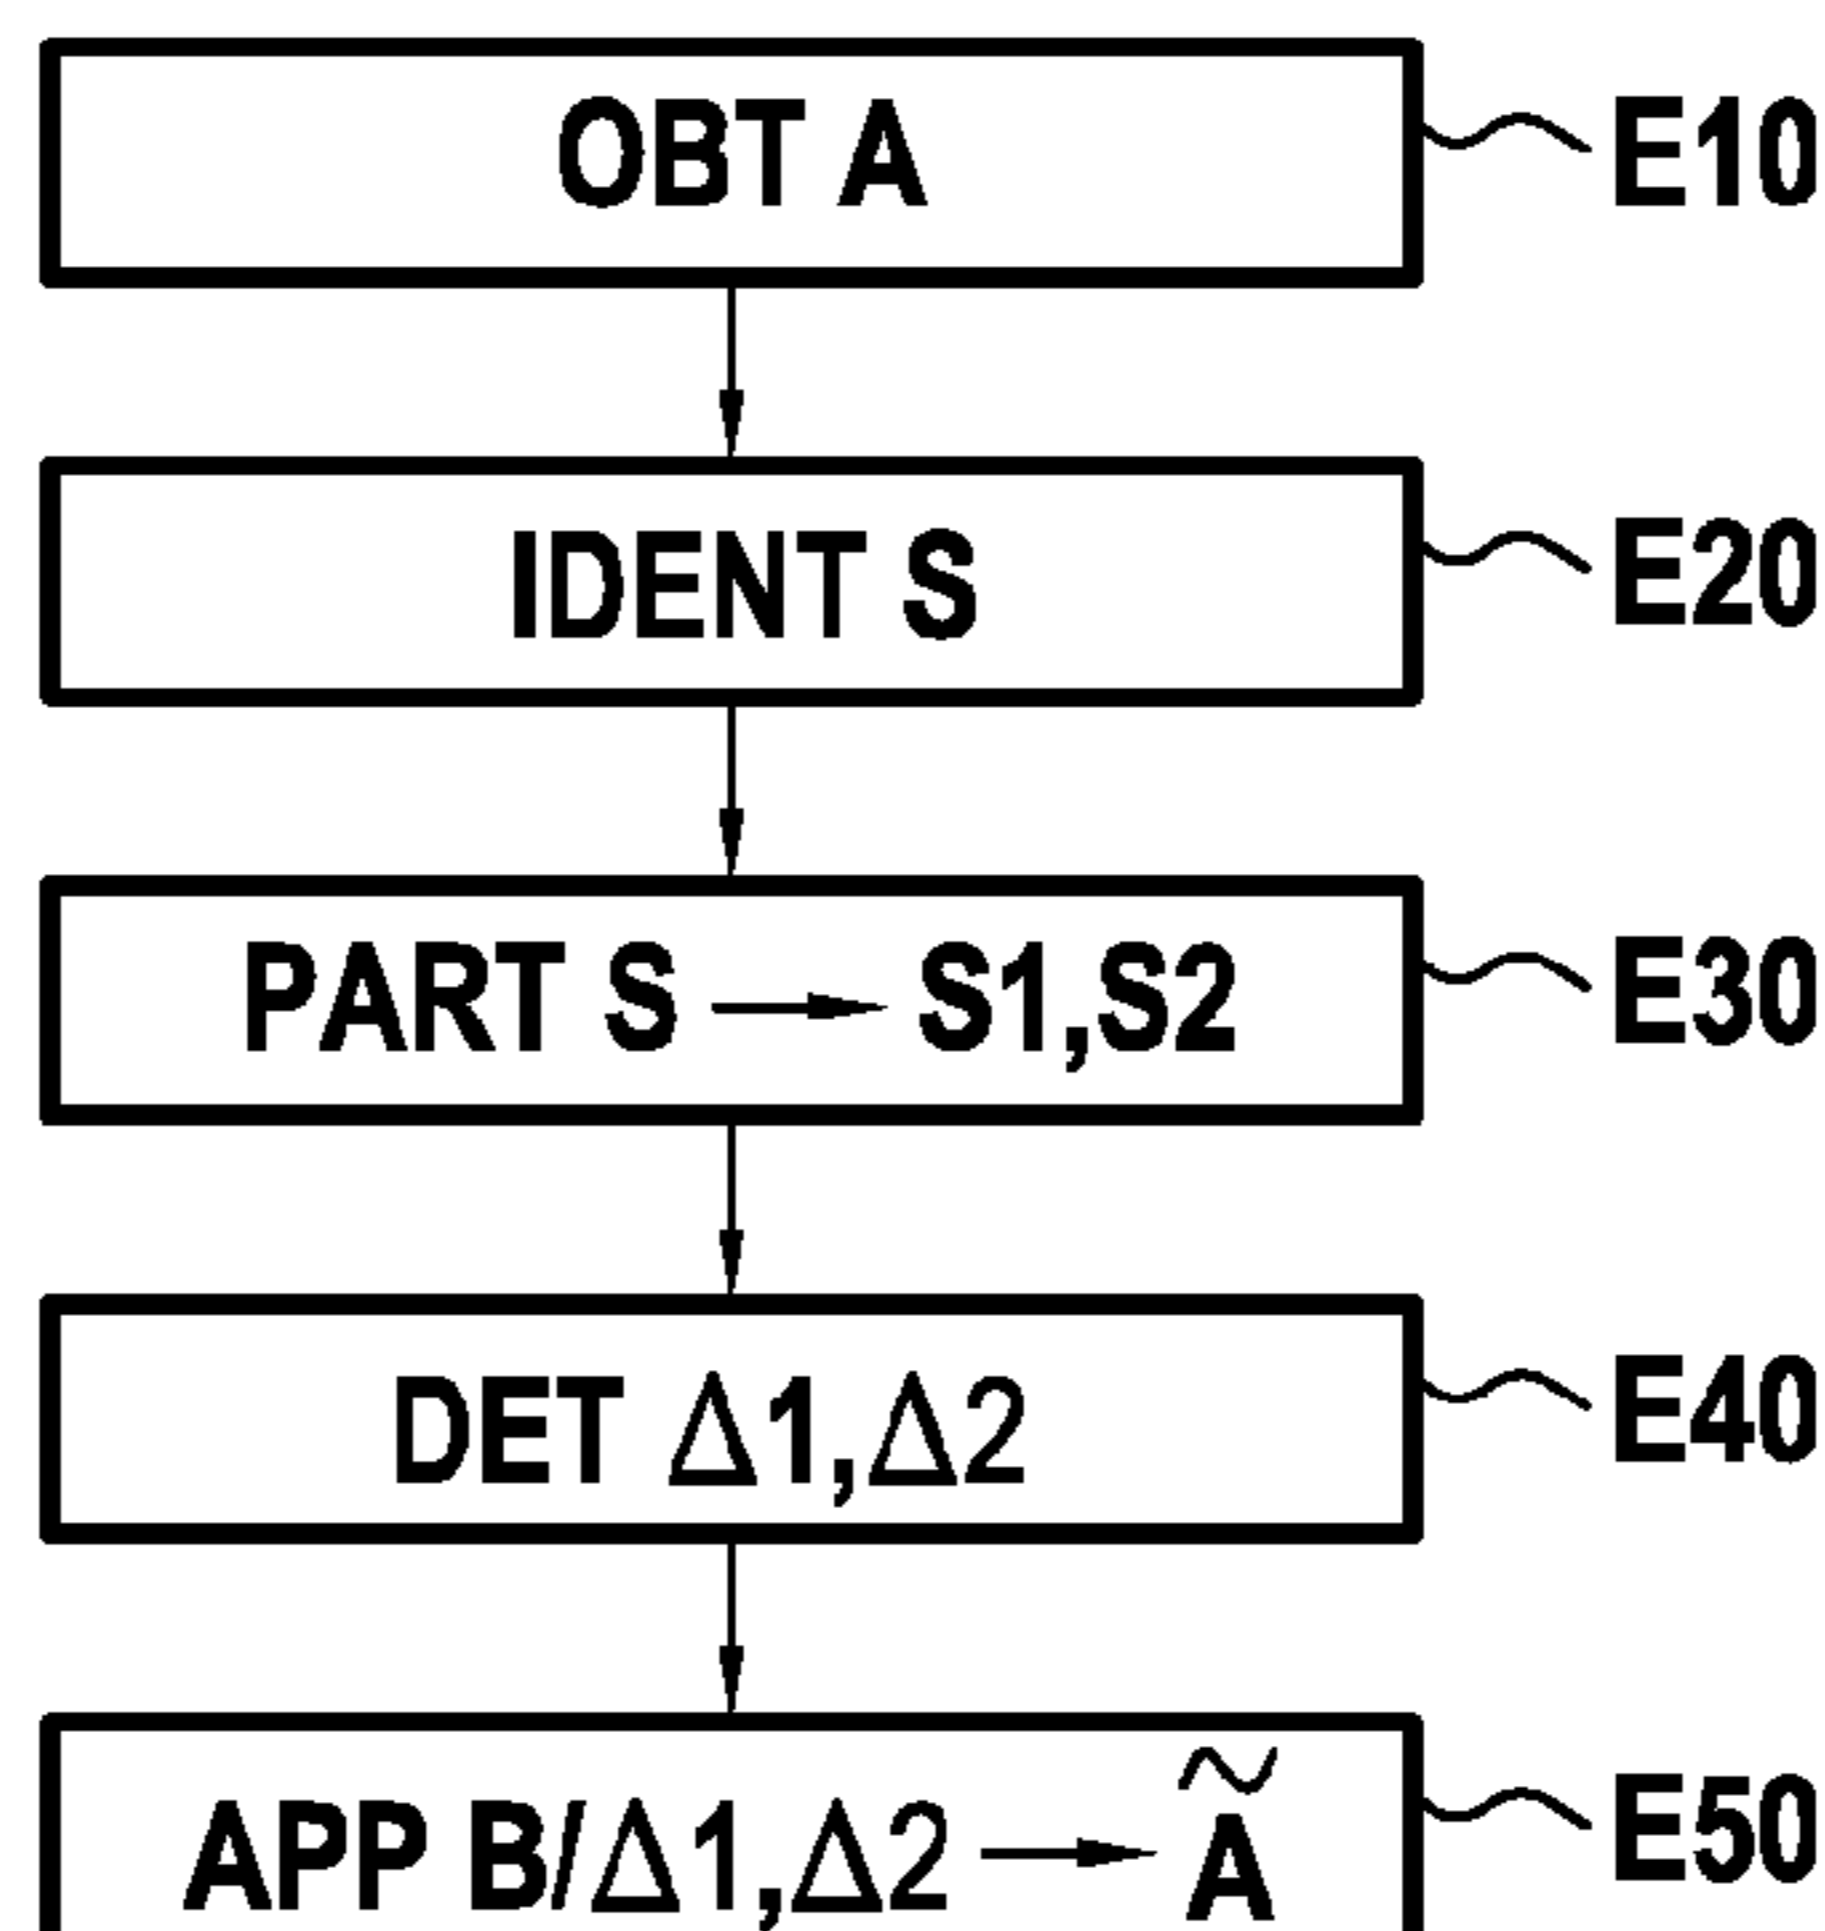 OBT A E10
IDENT S E20
PART S → S1,S2 E30
DET Δ1,Δ2 E40
APP B/Δ1,Δ2 → Ã E50